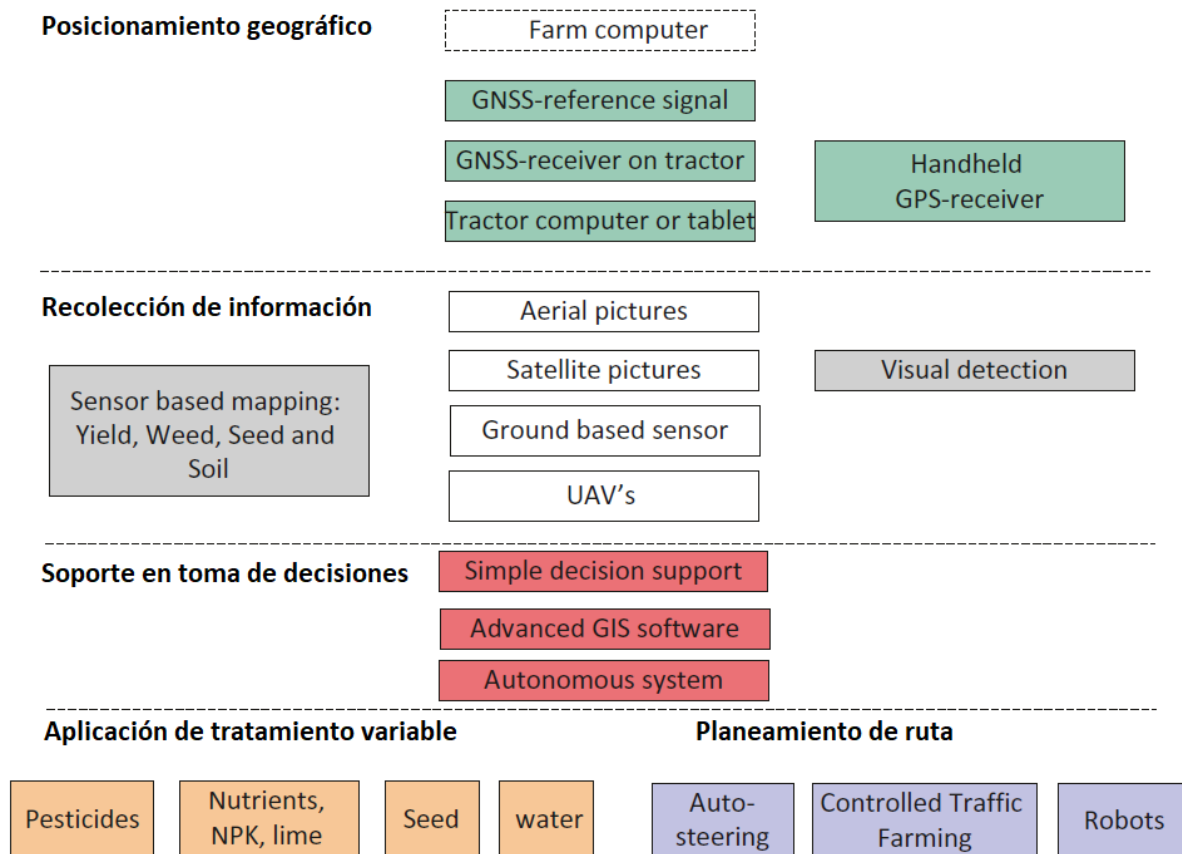 Posicionamiento geográfico
Farm computer
GNSS-reference signal
GNSS-receiver on tractor
Handheld
GPS-receiver
Tractor computer or tablet
Recolección de información
Aerial pictures
Satellite pictures
Visual detection
Sensor based mapping:
Yield, Weed, Seed and
Soil
Ground based sensor
UAV’s
Soporte en toma de decisiones
Simple decision support
Advanced GIS software
Autonomous system
Aplicación de tratamiento variable
Planeamiento de ruta
Pesticides
Nutrients,
NPK, lime
Seed
water
Auto-
steering
Controlled Traffic
Farming
Robots